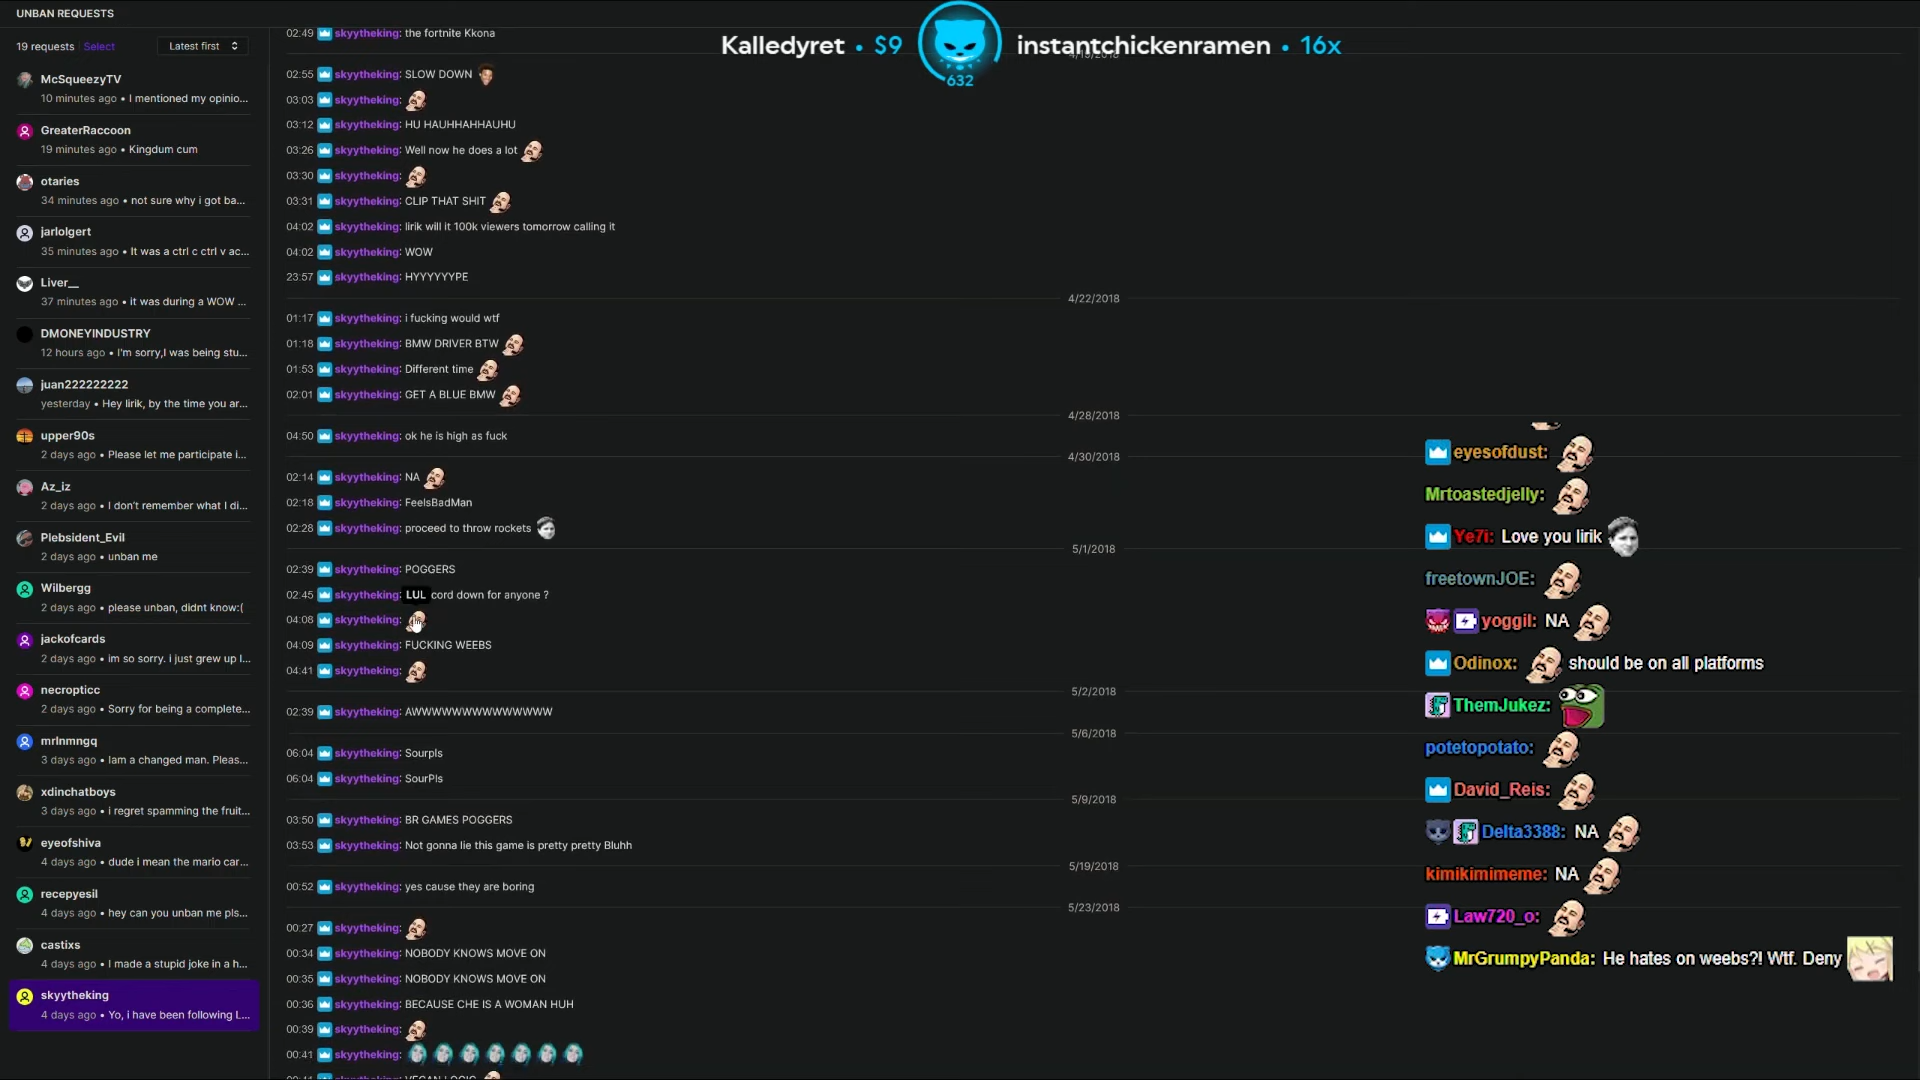 UNBAN REQUESTS
19 requests Select Latest first
McSqueezyTV
10 minutes ago • I mentioned my opinio...
GreaterRaccoon
19 minutes ago • Kingdum cum
otaries
34 minutes ago • not sure why i got ba...
jarlolgert
35 minutes ago • It was a ctrl c ctrl v ac...
Liver__
37 minutes ago • it was during a WOW ...
DMONEYINDUSTRY
12 hours ago • I'm sorry,I was being stu...
juan222222222
yesterday • Hey lirik, by the time you ar...
upper90s
2 days ago • Please let me participate i...
Az_iz
2 days ago • I don't remember what I di...
Plebsident_Evil
2 days ago • unban me
Wilbergg
2 days ago • please unban, didnt know:(
jackofcards
2 days ago • im so sorry. i just grew up l...
necropticc
2 days ago • Sorry for being a complete...
mrlnmngq
3 days ago • Iam a changed man. Pleas...
xdinchatboys
3 days ago • i regret spamming the fruit...
eyeofshiva
4 days ago • dude i mean the mario car...
recepyesil
4 days ago • hey can you unban me pls...
castixs
4 days ago • I made a stupid joke in a h...
skyytheking
4 days ago • Yo, i have been following l...
02:49 skyytheking: the fortnite Kkona
02:55 skyytheking: SLOW DOWN
03:03 skyytheking:
03:12 skyytheking: HU HAUHHAHHAUHU
03:26 skyytheking: Well now he does a lot
03:30 skyytheking:
03:31 skyytheking: CLIP THAT SHIT
04:02 skyytheking: lirik will it 100k viewers tomorrow calling it
04:02 skyytheking: WOW
23:57 skyytheking: HYYYYYYPE
4/22/2018
01:17 skyytheking: i fucking would wtf
01:18 skyytheking: BMW DRIVER BTW
01:53 skyytheking: Different time
02:01 skyytheking: GET A BLUE BMW
4/28/2018
04:50 skyytheking: ok he is high as fuck
4/30/2018
02:14 skyytheking: NA
02:18 skyytheking: FeelsBadMan
02:28 skyytheking: proceed to throw rockets
5/1/2018
02:39 skyytheking: POGGERS
02:45 skyytheking: LUL cord down for anyone ?
04:08 skyytheking:
04:09 skyytheking: FUCKING WEEBS
04:41 skyytheking:
5/2/2018
02:39 skyytheking: AWWWWWWWWWWWWWW
5/6/2018
06:04 skyytheking: Sourpls
06:04 skyytheking: SourPls
5/9/2018
03:50 skyytheking: BR GAMES POGGERS
03:53 skyytheking: Not gonna lie this game is pretty pretty Bluhh
5/19/2018
00:52 skyytheking: yes cause they are boring
5/23/2018
00:27 skyytheking:
00:34 skyytheking: NOBODY KNOWS MOVE ON
00:35 skyytheking: NOBODY KNOWS MOVE ON
00:36 skyytheking: BECAUSE CHE IS A WOMAN HUH
00:39 skyytheking:
00:41 skyytheking:
Kalledyret • $9
632
instantchickenramen • 16x
eyesofdust:
Mrtoastedjelly:
Ye7i: Love you lirik
freetownJOE:
yoggil: NA
Odinox: should be on all platforms
ThemJukez:
potetopotato:
David_Reis:
Delta3388: NA
kimikimimeme: NA
Law720_o:
MrGrumpyPanda: He hates on weebs?! Wtf. Deny